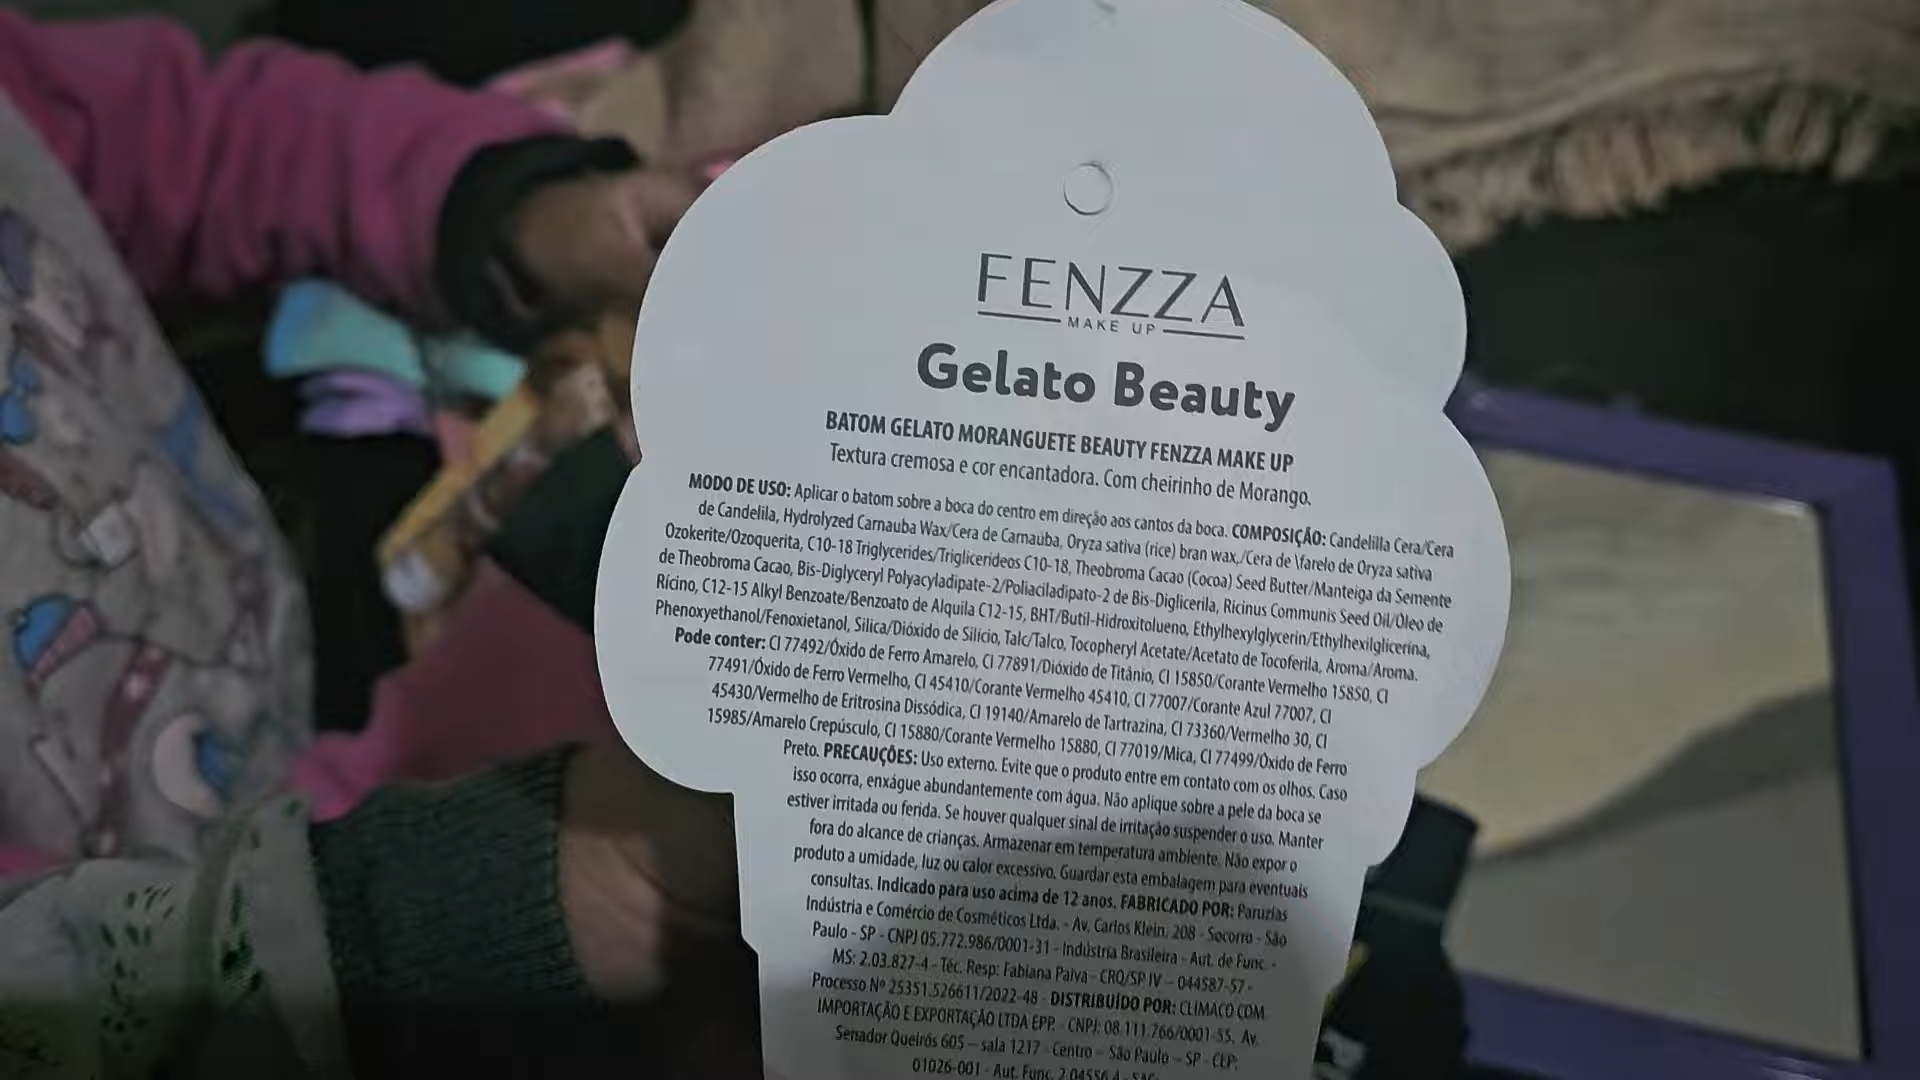 FENZZA
MAKE UP
Gelato Beauty
BATOM GELATO MORANGUETE BEAUTY FENZZA MAKE UP
Textura cremosa e cor encantadora. Com cheirinho de Morango.
MODO DE USO: Aplicar o batom sobre a boca do centro em direção aos cantos da boca. COMPOSIÇÃO: Candelilla Cera/Cera
de Candelila, Hydrolyzed Carnauba Wax/Cera de Carnaúba, Oryza sativa (rice) bran wax,/Cera de \farelo de Oryza sativa
Ozokerite/Ozoquerita, C10-18 Triglycerides/Triglicerídeos C10-18, Theobroma Cacao (Cocoa) Seed Butter/Manteiga da Semente
de Theobroma Cacao, Bis-Diglyceryl Polyacyladipate-2/Poliaciladipato-2 de Bis-Diglicerila, Ricinus Communis Seed Oil/Óleo de
Rícino, C12-15 Alkyl Benzoate/Benzoato de Alquila C12-15, BHT/Butil-Hidroxitolueno, Ethylhexylglycerin/Ethylhexilglicerina,
Phenoxyethanol/Fenoxietanol, Silica/Dióxido de Silício, Talc/Talco, Tocopheryl Acetate/Acetato de Tocoferila, Aroma/Aroma.
Pode conter: CI 77492/Óxido de Ferro Amarelo, CI 77891/Dióxido de Titânio, CI 15850/Corante Vermelho 15850, CI
77491/Óxido de Ferro Vermelho, CI 45410/Corante Vermelho 45410, CI 77007/Corante Azul 77007, CI
45430/Vermelho de Eritrosina Dissódica, CI 19140/Amarelo de Tartrazina, CI 73360/Vermelho 30, CI
15985/Amarelo Crepúsculo, CI 15880/Corante Vermelho 15880, CI 77019/Mica, CI 77499/Óxido de Ferro
Preto. PRECAUÇÕES: Uso externo. Evite que o produto entre em contato com os olhos. Caso
isso ocorra, enxágue abundantemente com água. Não aplique sobre a pele da boca se
estiver irritada ou ferida. Se houver qualquer sinal de irritação suspender o uso. Manter
fora do alcance de crianças. Armazenar em temperatura ambiente. Não expor o
produto a umidade, luz ou calor excessivo. Guardar esta embalagem para eventuais
consultas. Indicado para uso acima de 12 anos. FABRICADO POR: Paruzias
Indústria e Comércio de Cosméticos Ltda. - Av. Carlos Klein, 208 - Socorro - São
Paulo - SP - CNPJ 05.772.986/0001-31 - Indústria Brasileira - Aut. de Func. -
MS: 2.03.827-4 - Téc. Resp: Fabiana Paiva - CRQ/SP IV – 044587-57 -
Processo Nº 25351.526611/2022-48 - DISTRIBUÍDO POR: CLIMACO COM
IMPORTAÇÃO E EXPORTAÇÃO LTDA EPP. - CNPJ: 08.111.766/0001-55. Av.
Senador Queirós 605 – sala 1217 - Centro – São Paulo – SP - CEP:
01026-001 - Aut. Func. 2.04556.4 - SAC: